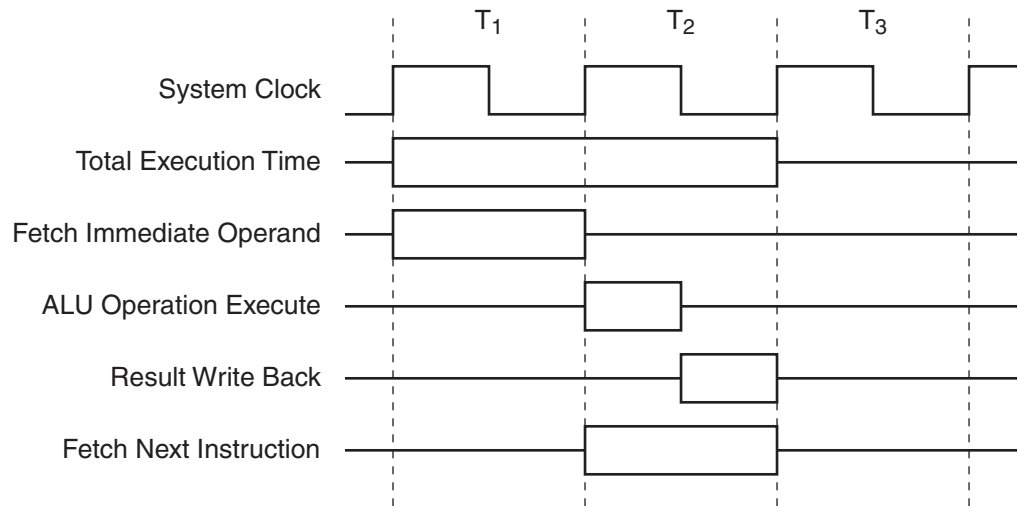 T1 T2 T3
System Clock
Total Execution Time
Fetch Immediate Operand
ALU Operation Execute
Result Write Back
Fetch Next Instruction